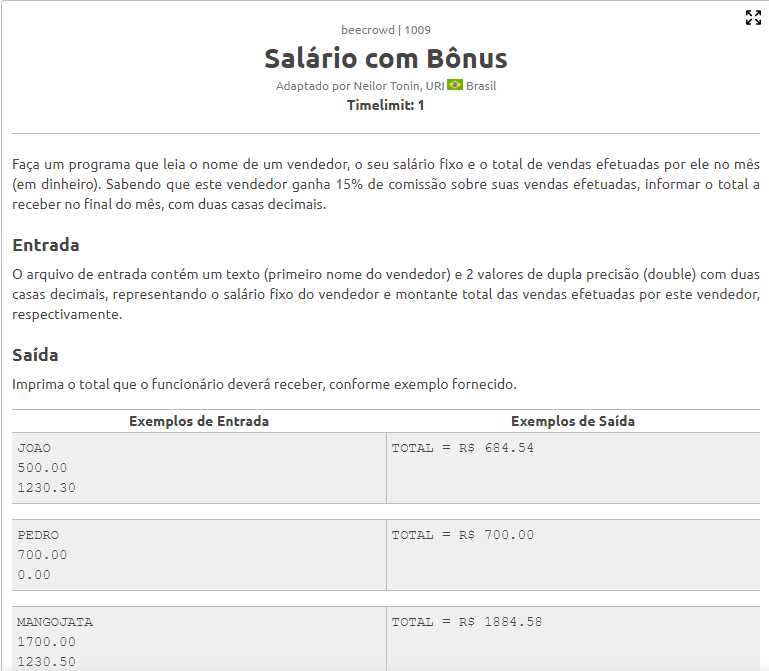 beecrowd | 1009
Salário com Bônus
Adaptado por Neilor Tonin, URI Brasil
Timelimit: 1
Faça um programa que leia o nome de um vendedor, o seu salário fixo e o total de vendas efetuadas por ele no mês
(em dinheiro). Sabendo que este vendedor ganha 15% de comissão sobre suas vendas efetuadas, informar o total a
receber no final do mês, com duas casas decimais.
Entrada
O arquivo de entrada contém um texto (primeiro nome do vendedor) e 2 valores de dupla precisão (double) com duas
casas decimais, representando o salário fixo do vendedor e montante total das vendas efetuadas por este vendedor,
respectivamente.
Saída
Imprima o total que o funcionário deverá receber, conforme exemplo fornecido.
Exemplos de Entrada Exemplos de Saída
JOAO TOTAL = R$ 684.54
500.00
1230.30
PEDRO TOTAL = R$ 700.00
700.00
0.00
MANGOJATA TOTAL = R$ 1884.58
1700.00
1230.50